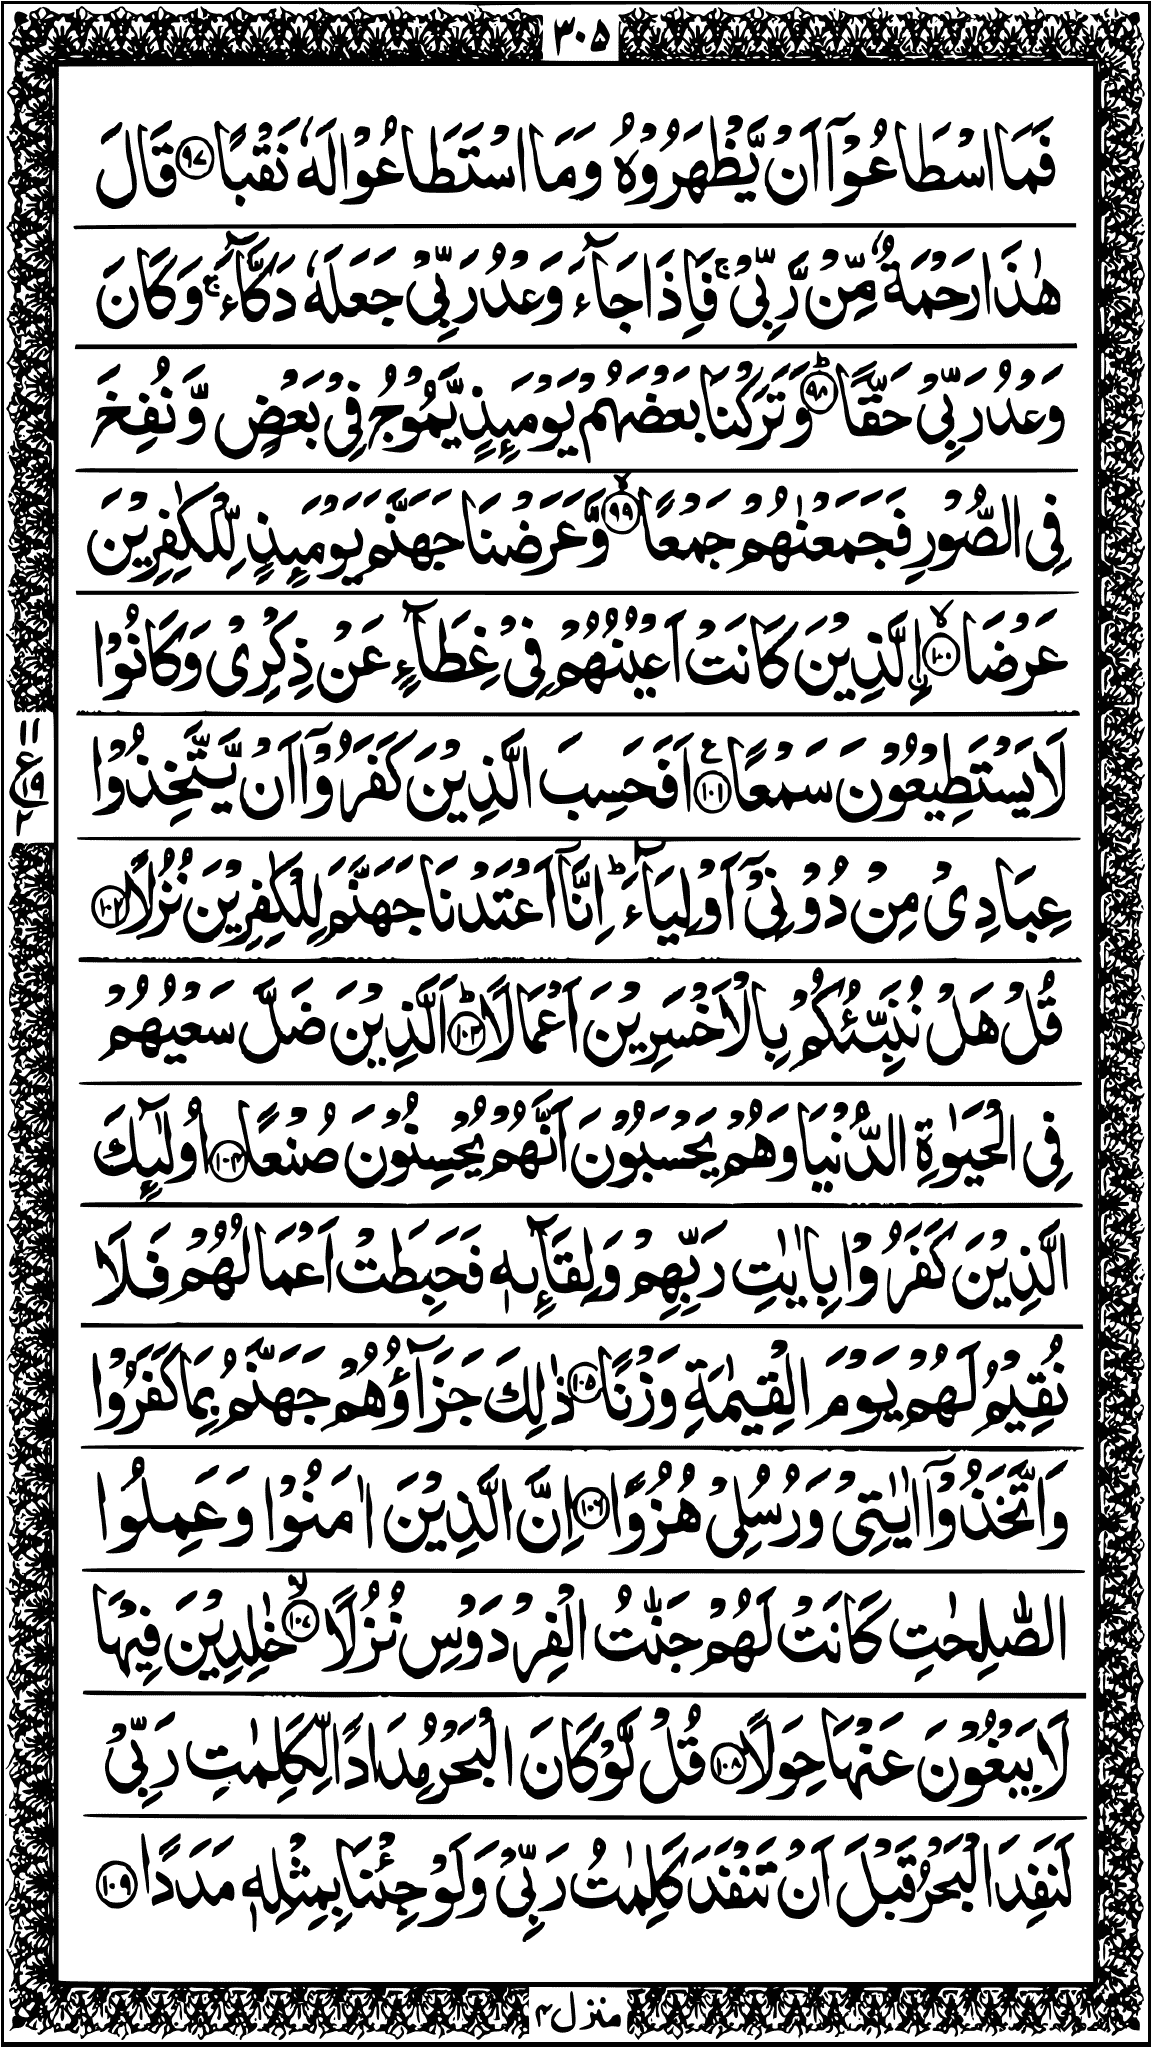 ۳۰۵
فَمَا اسْطَاعُوْۤا اَنْ یَّظْهَرُوْهُ وَمَا اسْتَطَاعُوْا لَهٗ نَقْبًا ۹۷ قَالَ
هٰذَا رَحْمَةٌ مِّنْ رَّبِّیْ ۚ فَاِذَا جَآءَ وَعْدُ رَبِّیْ جَعَلَهٗ دَكَّآءَ ۚ وَكَانَ
وَعْدُ رَبِّیْ حَقًّا ؕ۹۸ وَتَرَكْنَا بَعْضَهُمْ یَوْمَىِٕذٍ یَّمُوْجُ فِیْ بَعْضٍ وَّنُفِخَ
فِی الصُّوْرِ فَجَمَعْنٰهُمْ جَمْعًا ۙ۹۹ وَّعَرَضْنَا جَهَنَّمَ یَوْمَىِٕذٍ لِّلْكٰفِرِیْنَ
عَرْضَا ۙ۱۰۰ اِ۟لَّذِیْنَ كَانَتْ اَعْیُنُهُمْ فِیْ غِطَآءٍ عَنْ ذِكْرِیْ وَكَانُوْا
لَا یَسْتَطِیْعُوْنَ سَمْعًا ۱۰۱ ع اَفَحَسِبَ الَّذِیْنَ كَفَرُوْۤا اَنْ یَّتَّخِذُوْا
۱۱
ع
۱۹
۲
عِبَادِیْ مِنْ دُوْنِیْۤ اَوْلِیَآءَ ؕ اِنَّاۤ اَعْتَدْنَا جَهَنَّمَ لِلْكٰفِرِیْنَ نُزُلًا ۱۰۲
قُلْ هَلْ نُنَبِّئُكُمْ بِالْاَخْسَرِیْنَ اَعْمَالًا ؕ۱۰۳ اَلَّذِیْنَ ضَلَّ سَعْیُهُمْ
فِی الْحَیٰوةِ الدُّنْیَا وَهُمْ یَحْسَبُوْنَ اَنَّهُمْ یُحْسِنُوْنَ صُنْعًا ۱۰۴ اُولٰٓىِٕكَ
الَّذِیْنَ كَفَرُوْا بِاٰیٰتِ رَبِّهِمْ وَلِقَآىِٕهٖ فَحَبِطَتْ اَعْمَالُهُمْ فَلَا
نُقِیْمُ لَهُمْ یَوْمَ الْقِیٰمَةِ وَزْنًا ۱۰۵ ذٰلِكَ جَزَآؤُهُمْ جَهَنَّمُ بِمَا كَفَرُوْا
وَاتَّخَذُوْۤا اٰیٰتِیْ وَرُسُلِیْ هُزُوًا ۱۰۶ اِنَّ الَّذِیْنَ اٰمَنُوْا وَعَمِلُوا
الصّٰلِحٰتِ كَانَتْ لَهُمْ جَنّٰتُ الْفِرْدَوْسِ نُزُلًا ۙ۱۰۷ خٰلِدِیْنَ فِیْهَا
لَا یَبْغُوْنَ عَنْهَا حِوَلًا ۱۰۸ قُلْ لَّوْ كَانَ الْبَحْرُ مِدَادًا لِّكَلِمٰتِ رَبِّیْ
لَنَفِدَ الْبَحْرُ قَبْلَ اَنْ تَنْفَدَ كَلِمٰتُ رَبِّیْ وَلَوْ جِئْنَا بِمِثْلِهٖ مَدَدًا ۱۰۹
منزل ۴